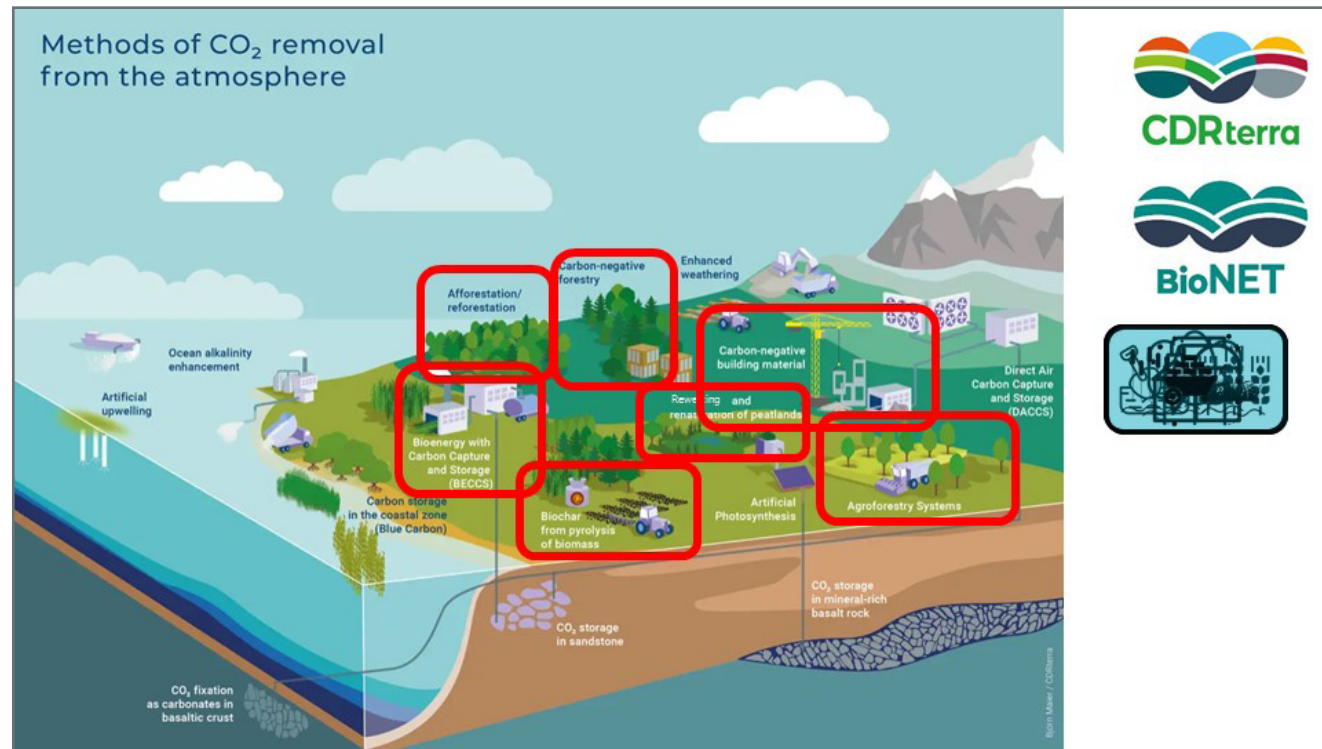 Methods of CO₂ removal
from the atmosphere
CDRterra
BioNET
Carbon-negative
forestry
Enhanced
weathering
Afforestation/
reforestation
Ocean alkalinity
enhancement
Artificial
upwelling
Carbon-negative
building material
Direct Air
Carbon Capture
and Storage
(DACCS)
Rewetting and
renaturation of peatlands
Bioenergy with
Carbon Capture
and Storage
(BECCS)
Carbon storage
in the coastal zone
(Blue Carbon)
Biochar
from pyrolysis
of biomass
Artificial
Photosynthesis
Agroforestry Systems
CO₂ storage
in mineral-rich
basalt rock
CO₂ storage
in sandstone
CO₂ fixation
as carbonates in
basaltic crust
Björn Maier / CDRterra